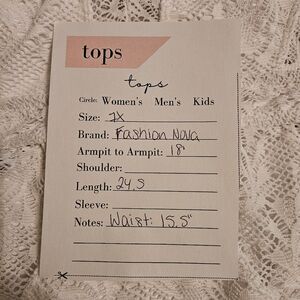 tops
tops
Circle: Women's Men's Kids
Size: 7X
Brand: Fashion Nova
Armpit to Armpit: 18"
Shoulder:
Length: 24.5
Sleeve:
Notes: Waist: 15.5"